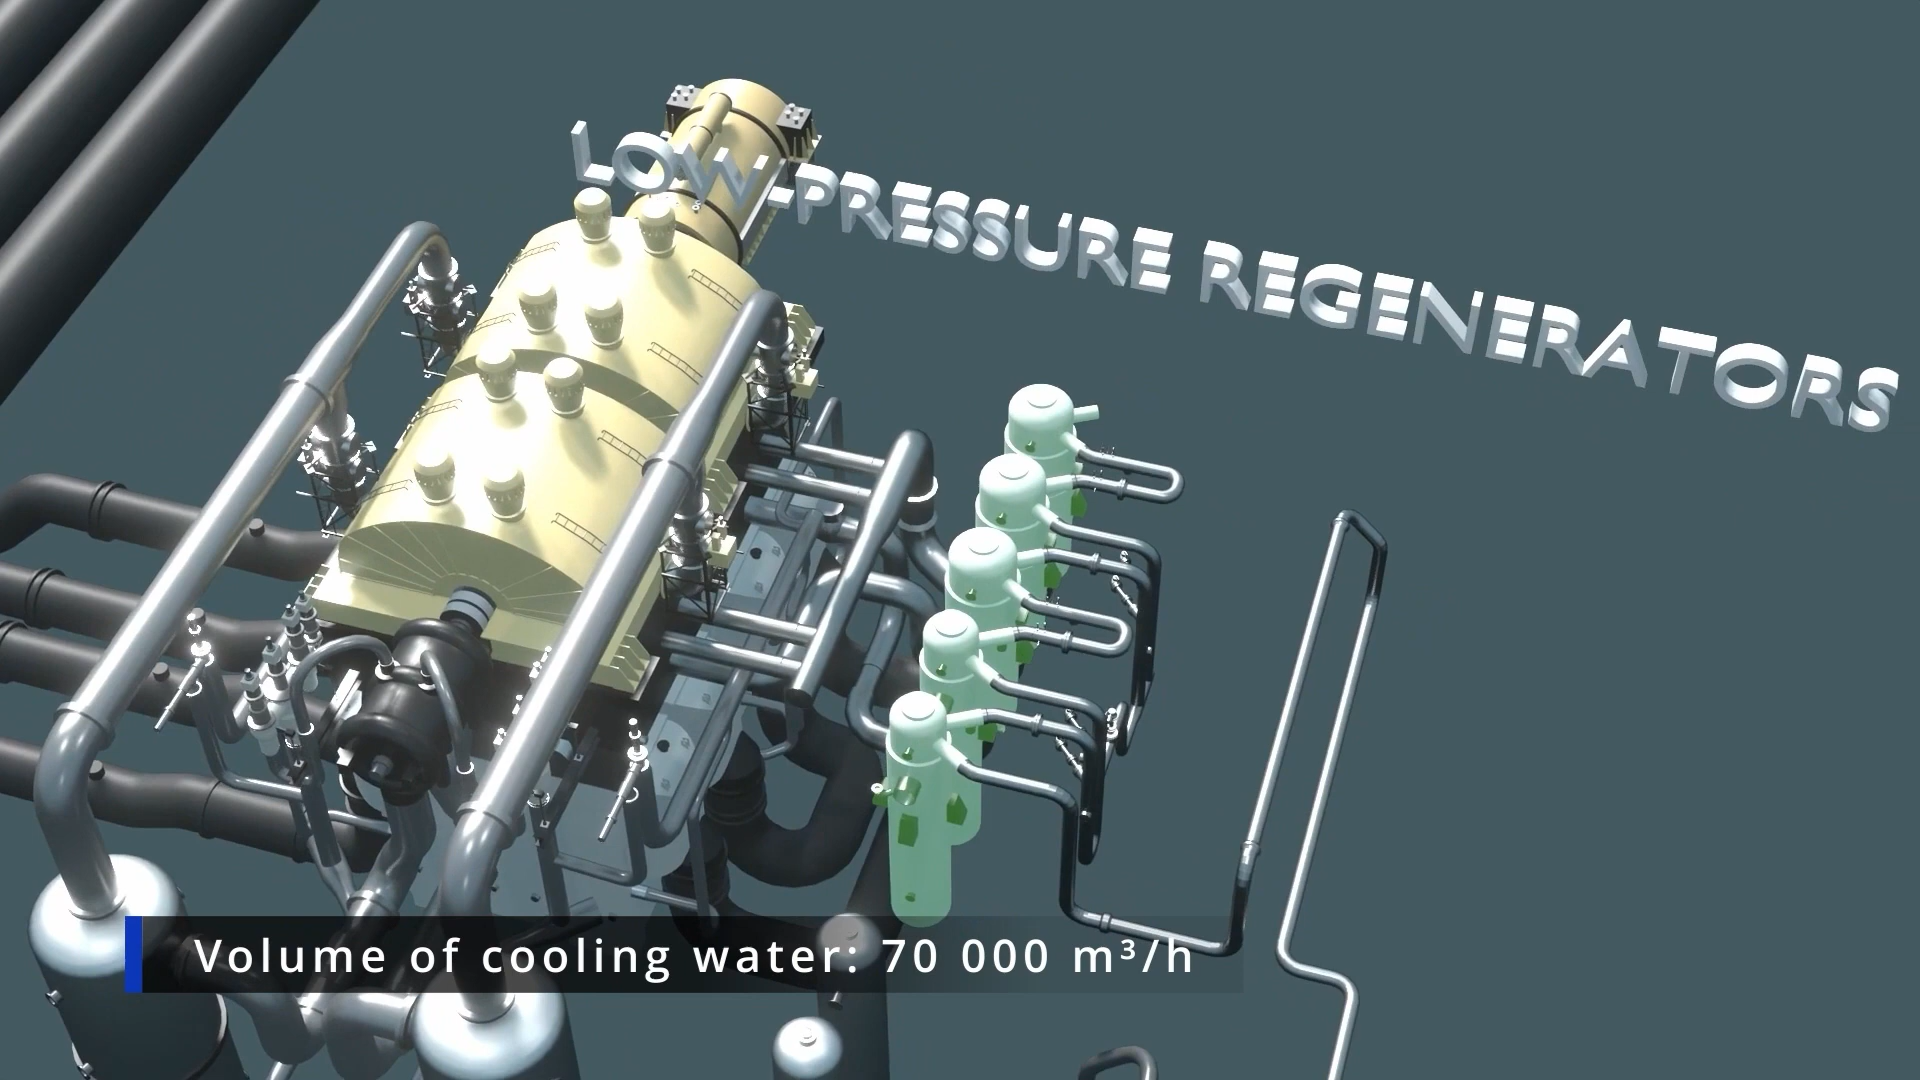 LOW-PRESSURE REGENERATORS
Volume of cooling water: 70 000 m³/h